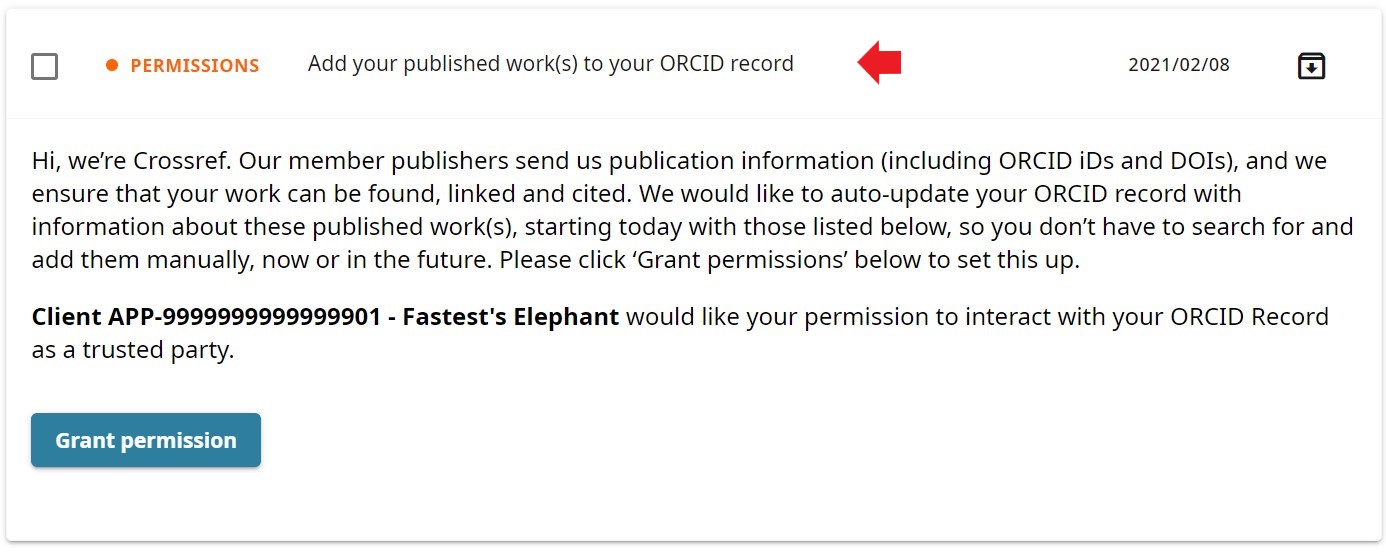 PERMISSIONS Add your published work(s) to your ORCID record 2021/02/08
Hi, we’re Crossref. Our member publishers send us publication information (including ORCID iDs and DOIs), and we
ensure that your work can be found, linked and cited. We would like to auto-update your ORCID record with
information about these published work(s), starting today with those listed below, so you don’t have to search for and
add them manually, now or in the future. Please click ‘Grant permissions’ below to set this up.
Client APP-9999999999999901 - Fastest's Elephant would like your permission to interact with your ORCID Record
as a trusted party.
Grant permission